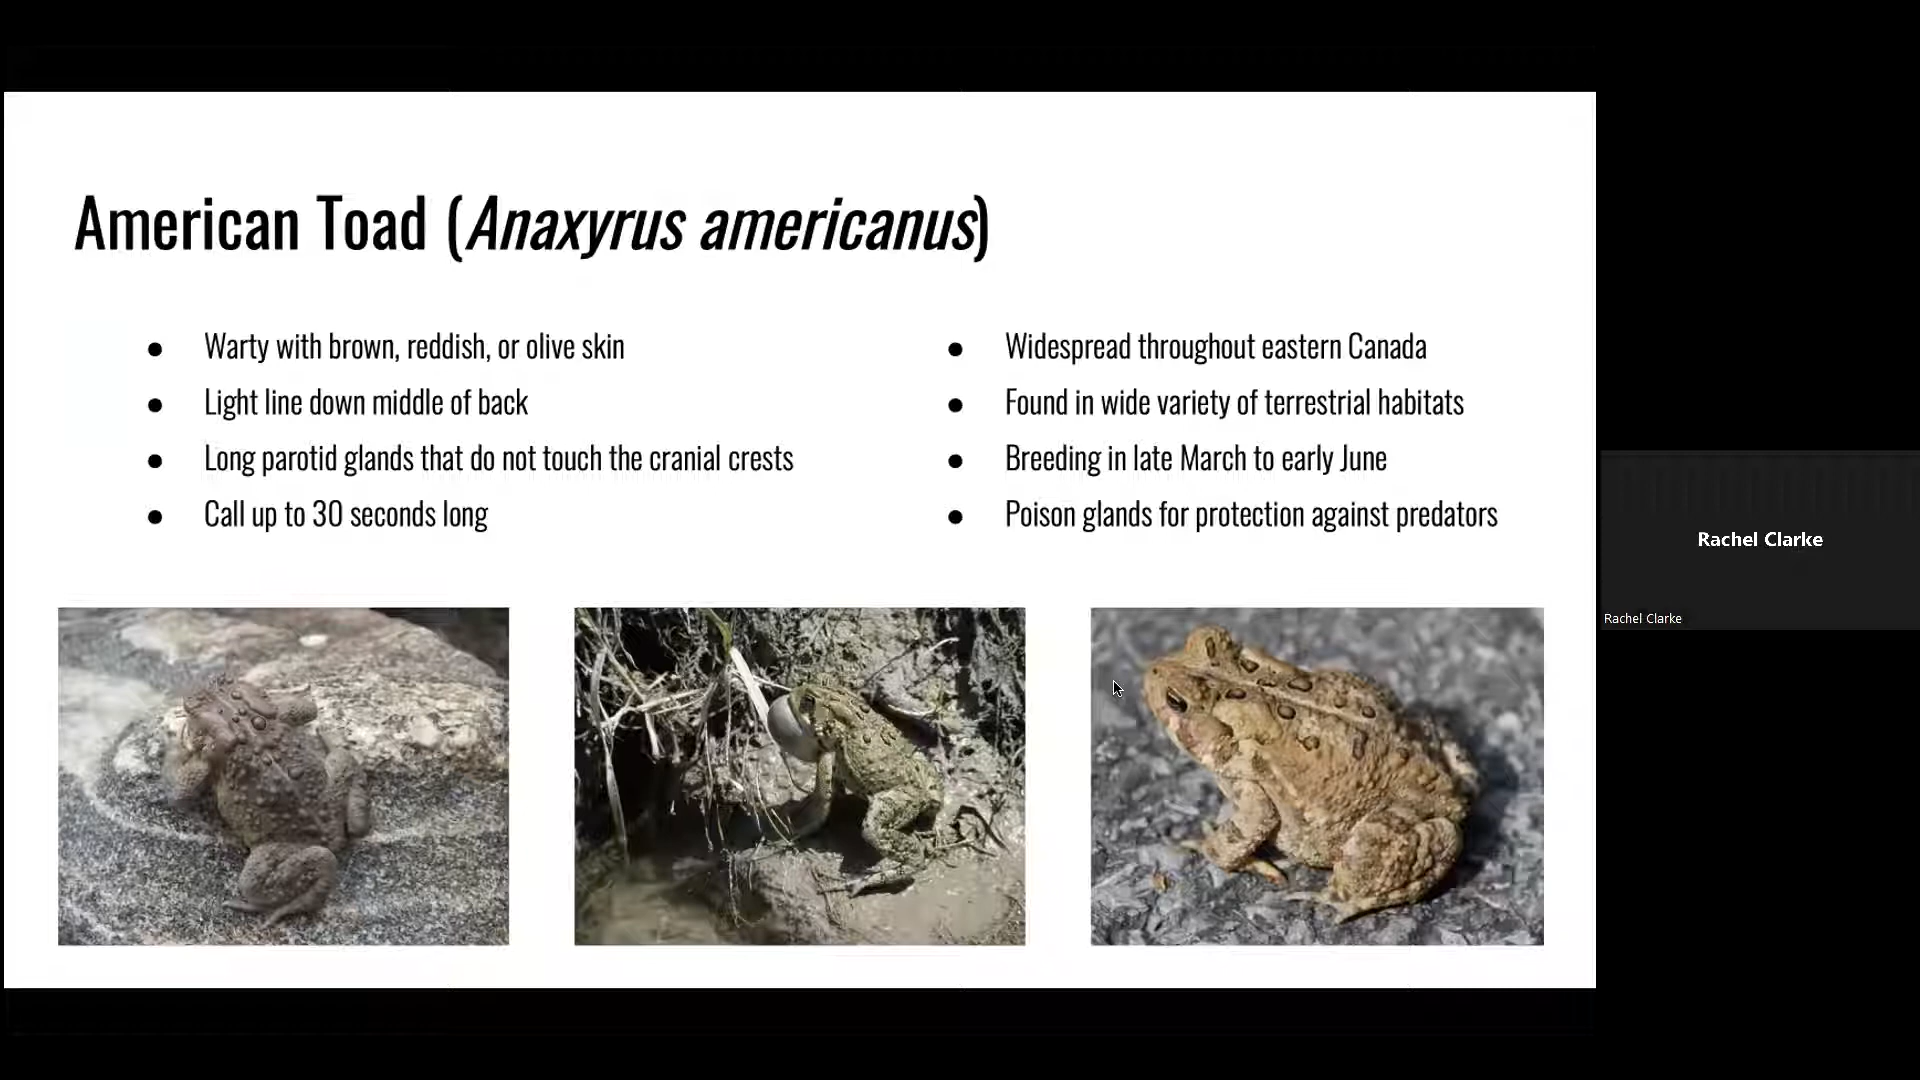 American Toad (Anaxyrus americanus)
● Warty with brown, reddish, or olive skin
● Light line down middle of back
● Long parotid glands that do not touch the cranial crests
● Call up to 30 seconds long
● Widespread throughout eastern Canada
● Found in wide variety of terrestrial habitats
● Breeding in late March to early June
● Poison glands for protection against predators
Rachel Clarke
Rachel Clarke